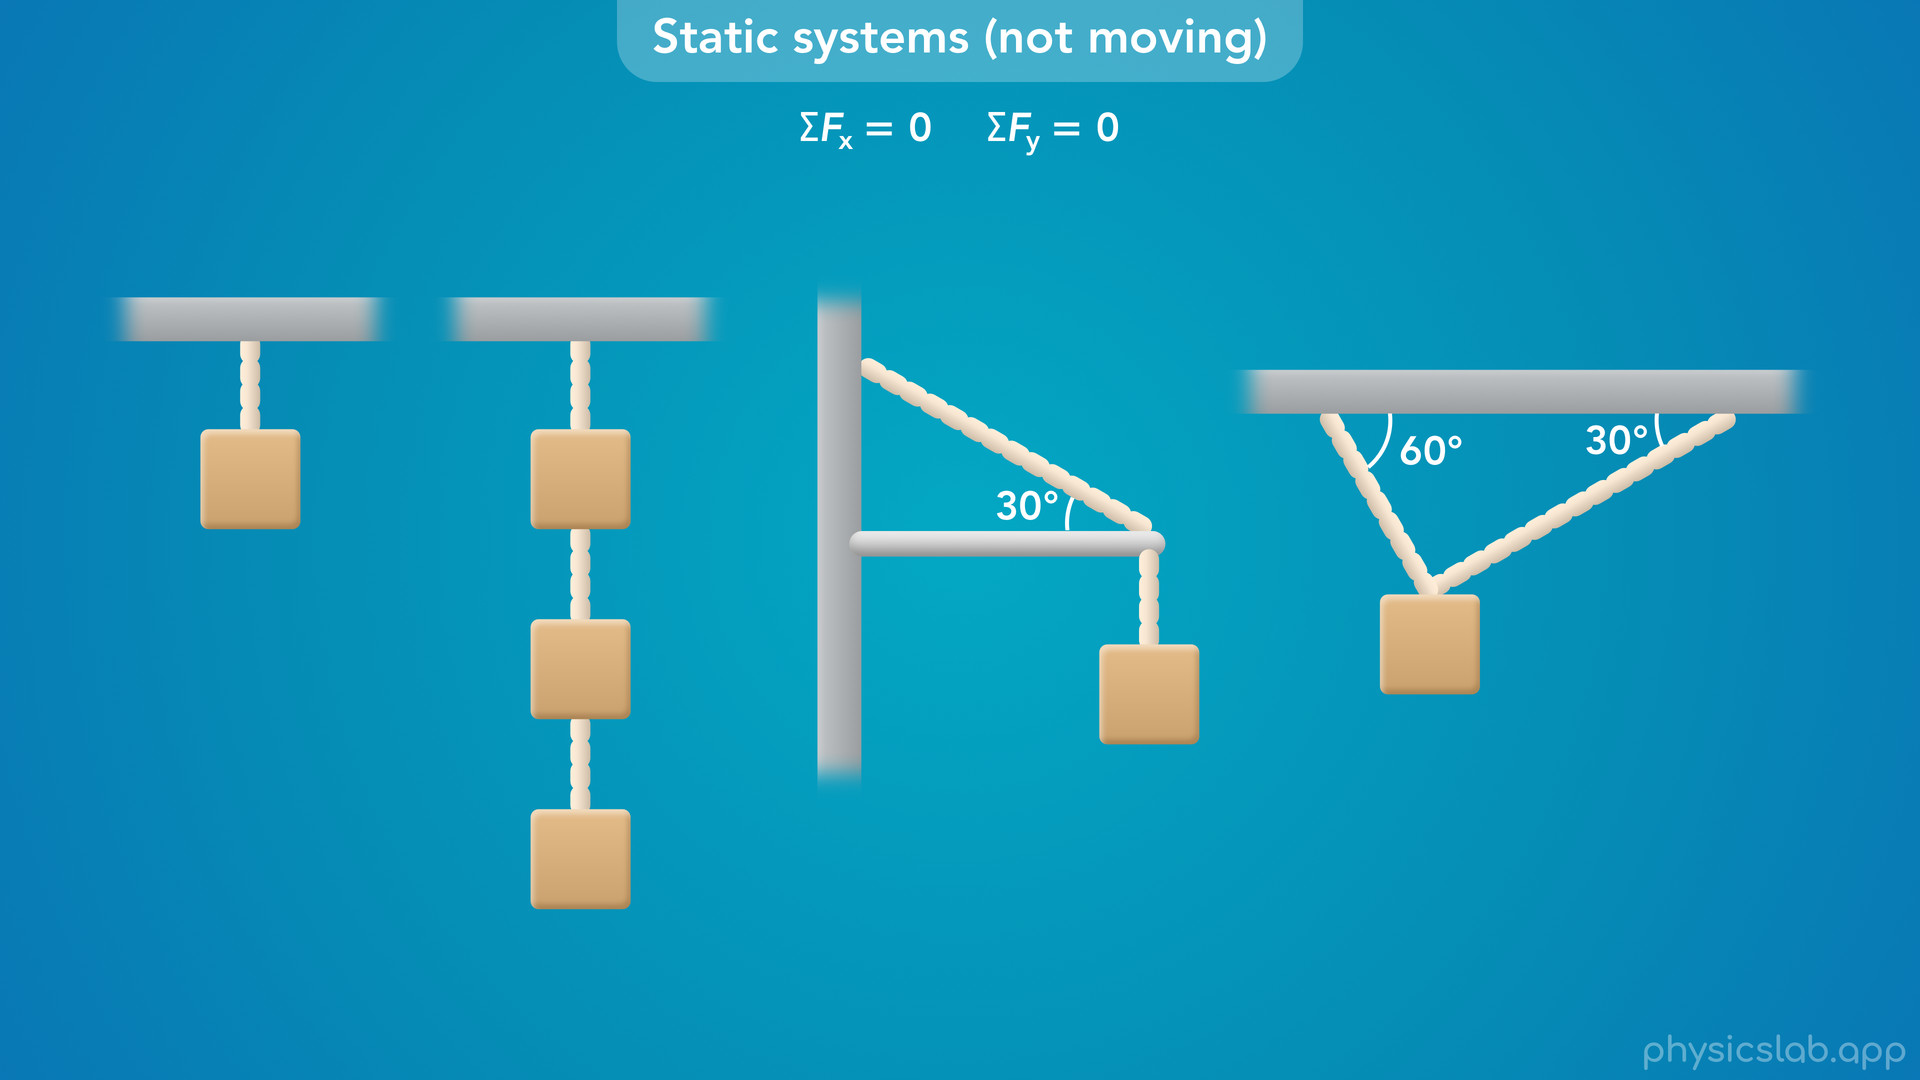 Static systems (not moving)
ΣFx = 0 ΣFy = 0
30°
60°
30°
physicslab.app